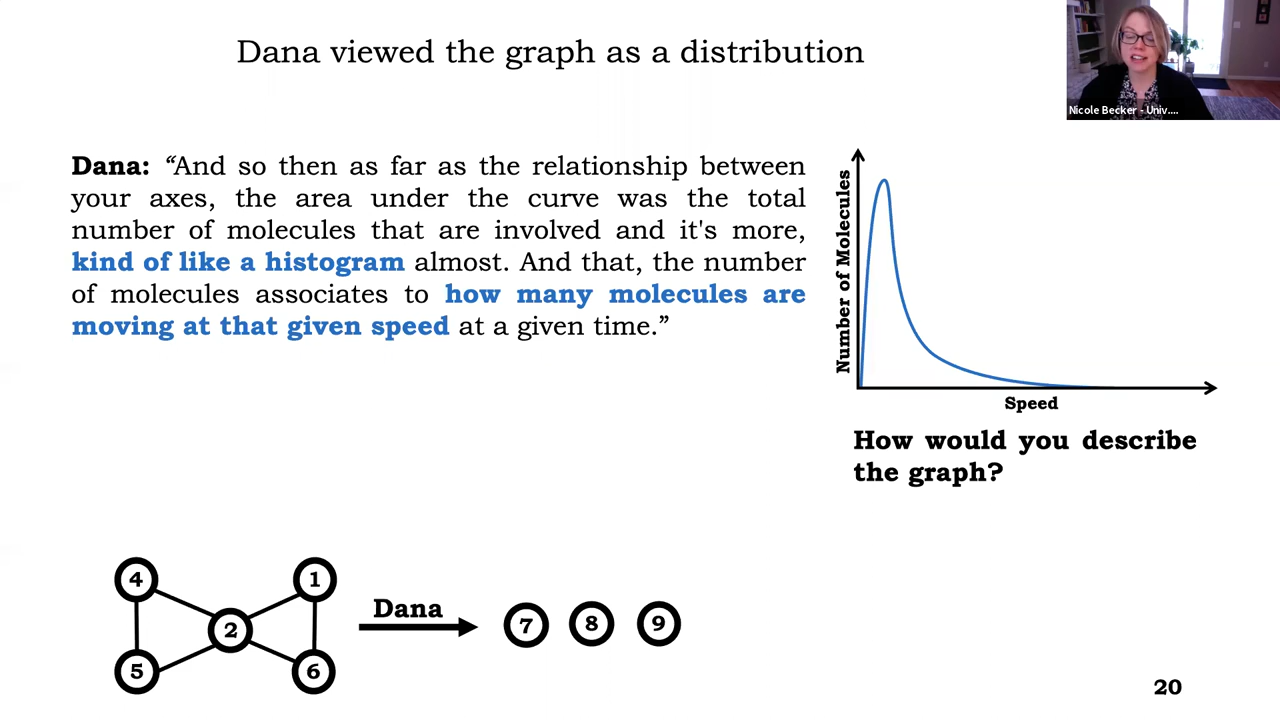 Dana viewed the graph as a distribution
Nicole Becker - Univ....
Dana: “And so then as far as the relationship between
your axes, the area under the curve was the total
number of molecules that are involved and it's more,
kind of like a histogram almost. And that, the number
of molecules associates to how many molecules are
moving at that given speed at a given time.”
Number of Molecules
Speed
How would you describe
the graph?
4
1
2
5
6
Dana
7 8 9
20